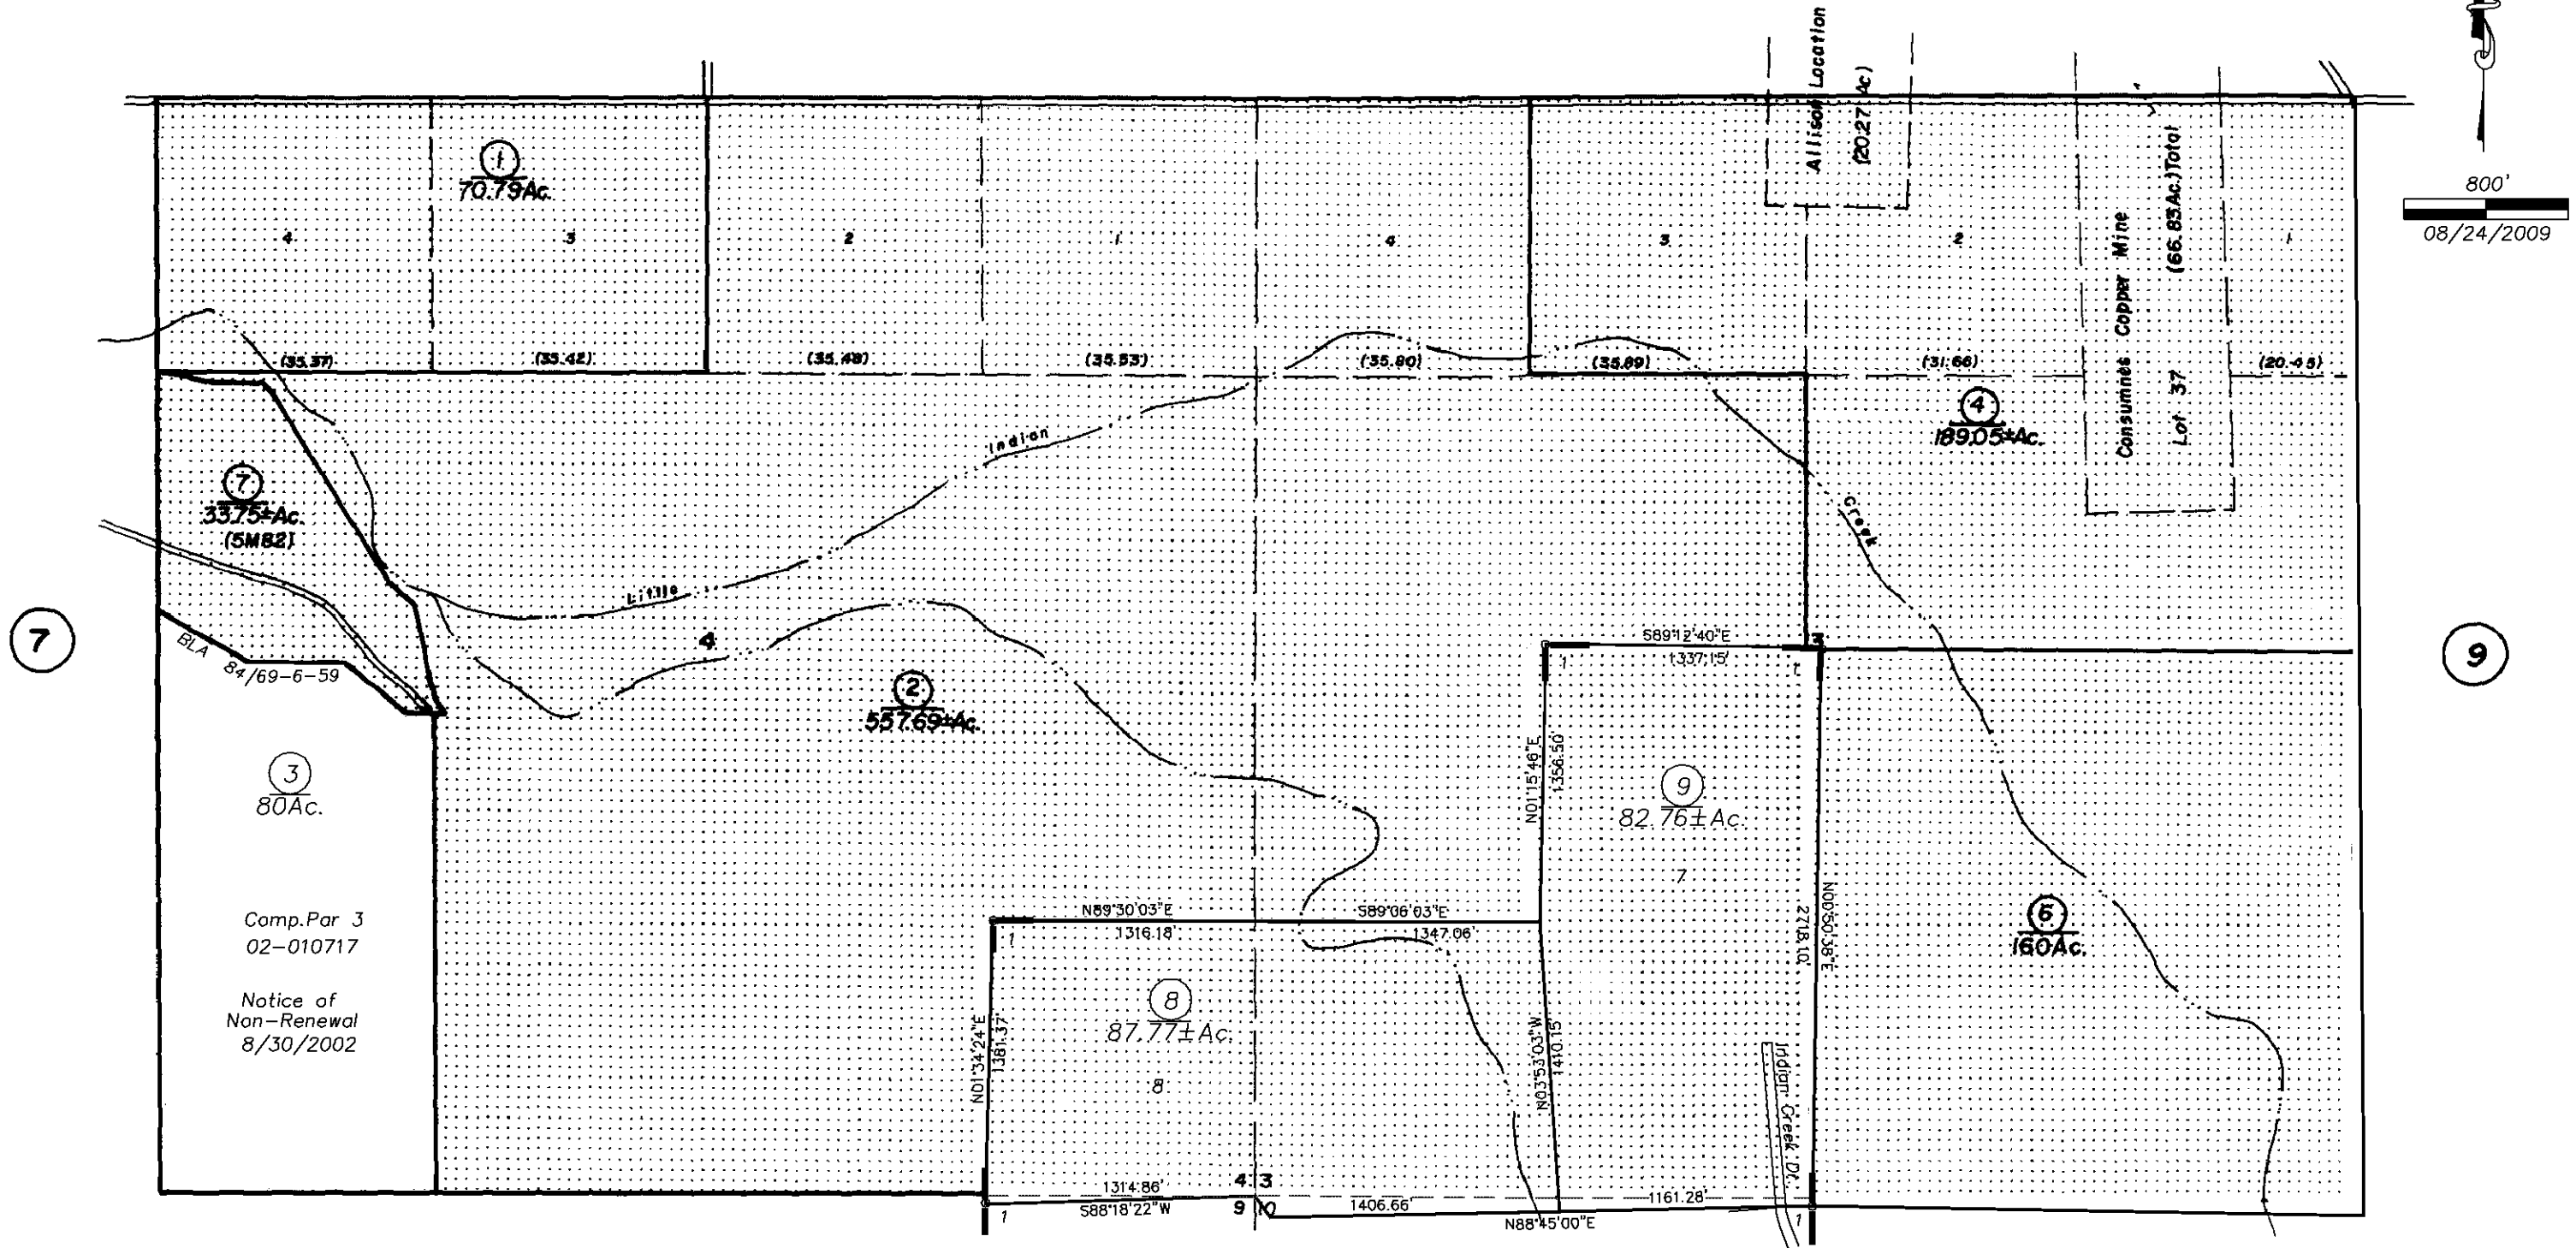 Allison Location
(20.27 Ac)
800'
08/24/2009
1
70.79Ac.
4
3
2
1
4
3
2
1
Consumnes Copper Mine
Lot 37
(66.83Ac.)Total
(35.37)
(35.42)
(35.48)
(35.53)
(35.80)
(35.89)
(31.66)
(20.45)
4
189.05±Ac.
7
33.75±Ac.
(5M82)
Little
Indian
Creek
7
9
BLA
84/69-6-59
4
3
2
557.69±Ac.
S89°12'40"E
1337.15'
1
1
3
80Ac.
N01°15'46"E
1356.50'
9
82.76±Ac.
7
N00°50'38"E
2718.10'
6
160Ac.
Comp.Par 3
02-010717
Notice of
Non-Renewal
8/30/2002
N89°30'03"E
1316.18'
S89°06'03"E
1347.06'
1
8
87.77±Ac.
8
N01°34'24"E
1381.37'
N03°53'03"W
1410.15'
Indian Creek Dr.
4 3
9 10
1314.86'
S88°18'22"W
1406.66'
1161.28'
N88°45'00"E
1
1